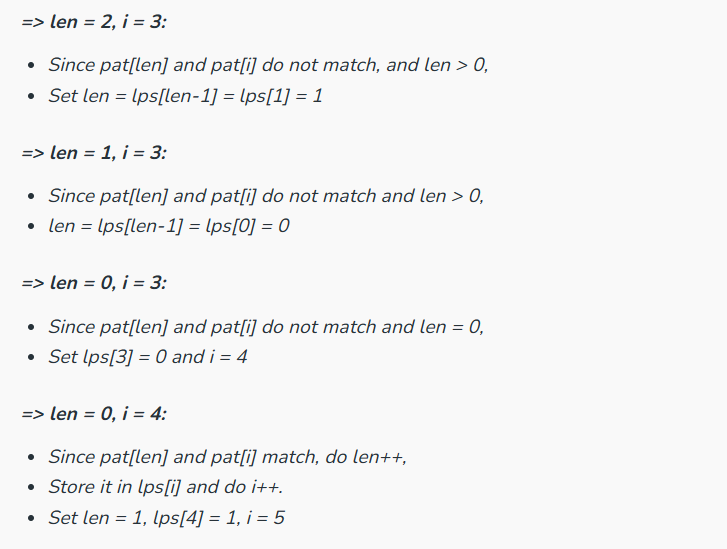 => len = 2, i = 3:
• Since pat[len] and pat[i] do not match, and len > 0,
• Set len = lps[len-1] = lps[1] = 1
=> len = 1, i = 3:
• Since pat[len] and pat[i] do not match and len > 0,
• len = lps[len-1] = lps[0] = 0
=> len = 0, i = 3:
• Since pat[len] and pat[i] do not match and len = 0,
• Set lps[3] = 0 and i = 4
=> len = 0, i = 4:
• Since pat[len] and pat[i] match, do len++,
• Store it in lps[i] and do i++.
• Set len = 1, lps[4] = 1, i = 5